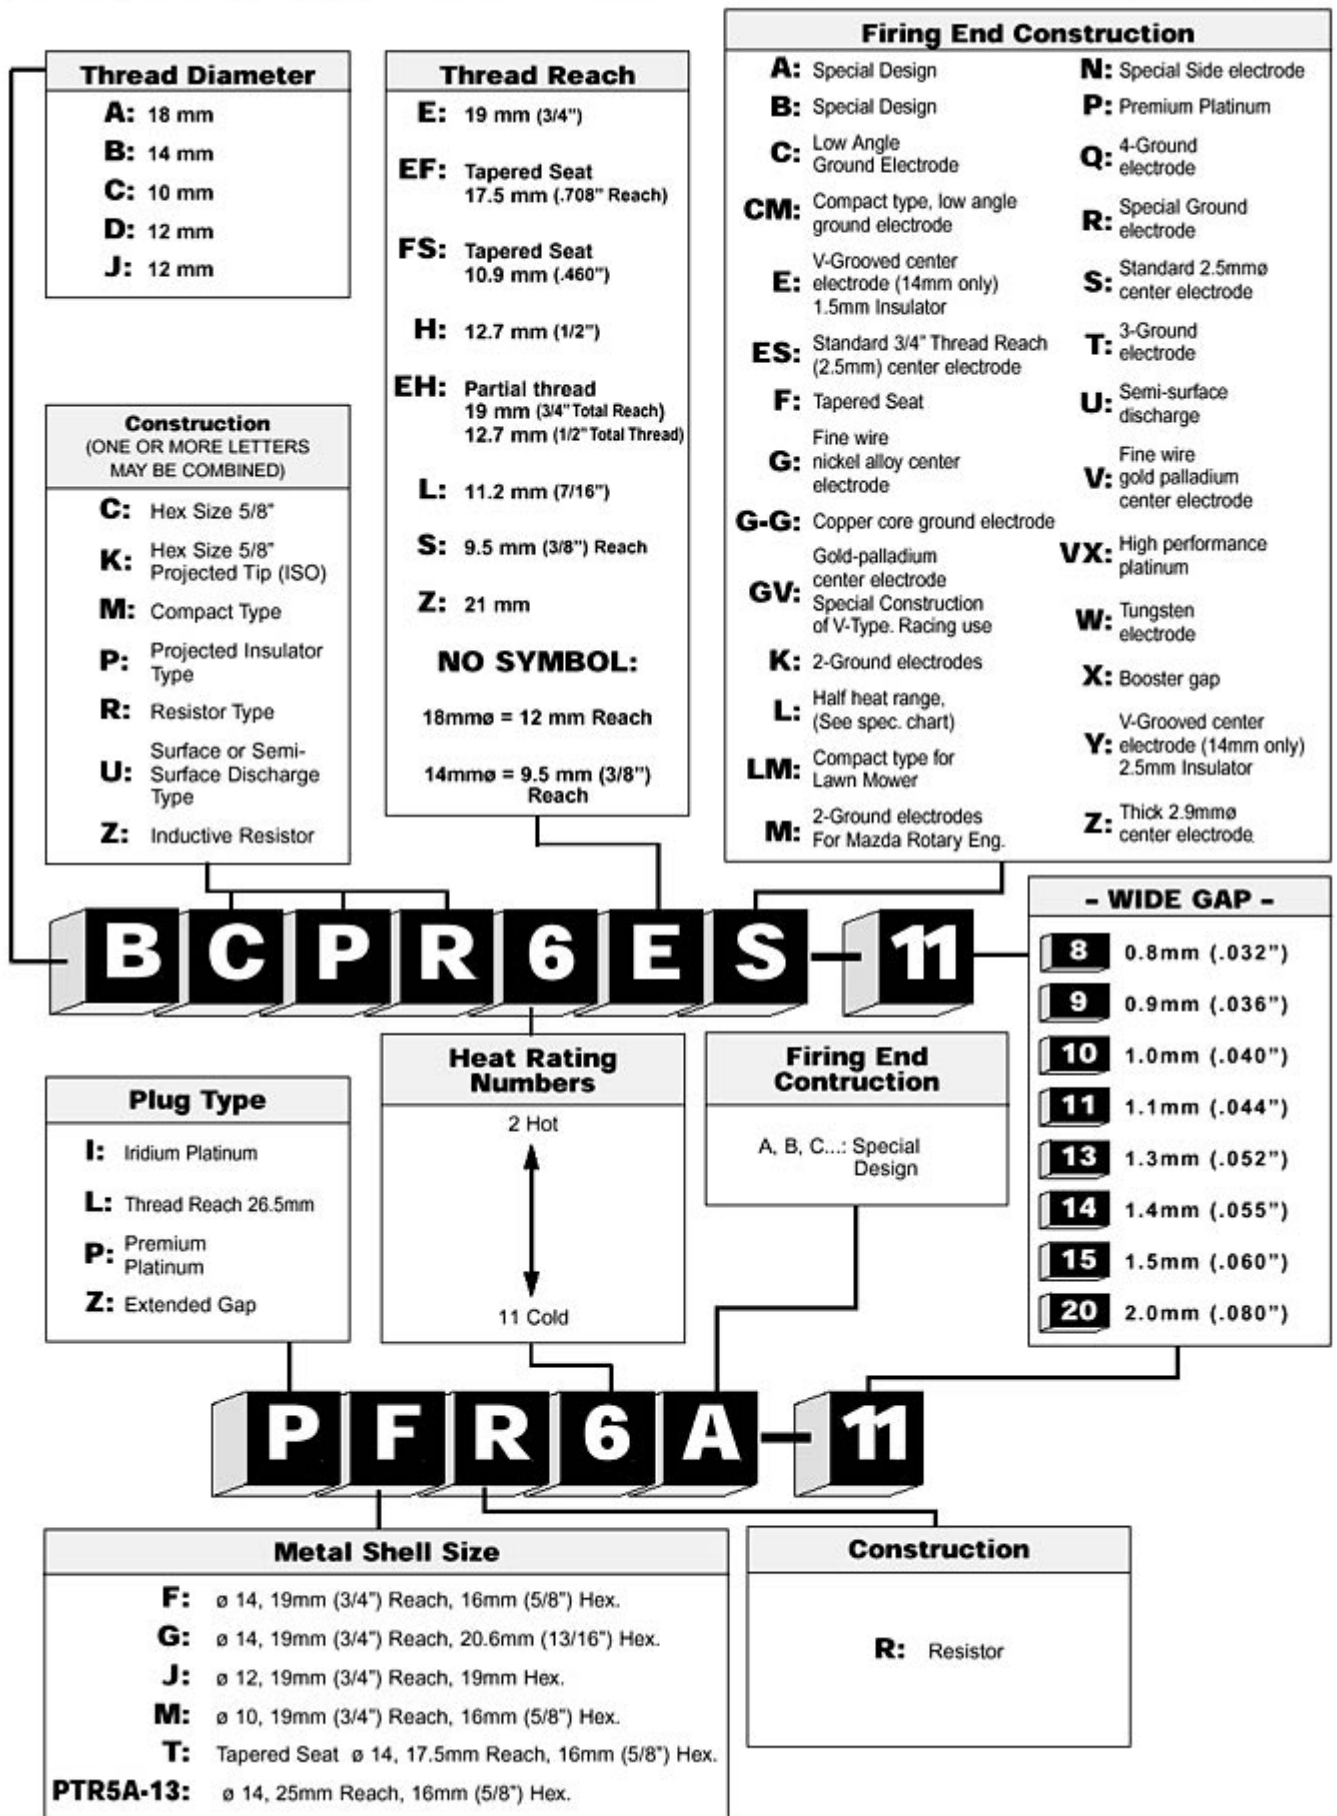 Thread Diameter
A: 18 mm
B: 14 mm
C: 10 mm
D: 12 mm
J: 12 mm
Construction
(ONE OR MORE LETTERS
MAY BE COMBINED)
C: Hex Size 5/8"
K: Hex Size 5/8"
Projected Tip (ISO)
M: Compact Type
P: Projected Insulator
Type
R: Resistor Type
U: Surface or Semi-
Surface Discharge
Type
Z: Inductive Resistor
Thread Reach
E: 19 mm (3/4")
EF: Tapered Seat
17.5 mm (.708" Reach)
FS: Tapered Seat
10.9 mm (.460")
H: 12.7 mm (1/2")
EH: Partial thread
19 mm (3/4" Total Reach)
12.7 mm (1/2" Total Thread)
L: 11.2 mm (7/16")
S: 9.5 mm (3/8") Reach
Z: 21 mm
NO SYMBOL:
18mmø = 12 mm Reach
14mmø = 9.5 mm (3/8")
Reach
Firing End Construction
A: Special Design
B: Special Design
C: Low Angle
Ground Electrode
CM: Compact type, low angle
ground electrode
E: V-Grooved center
electrode (14mm only)
1.5mm Insulator
ES: Standard 3/4" Thread Reach
(2.5mm) center electrode
F: Tapered Seat
G: Fine wire
nickel alloy center
electrode
G-G: Copper core ground electrode
GV: Gold-palladium
center electrode
Special Construction
of V-Type. Racing use
K: 2-Ground electrodes
L: Half heat range,
(See spec. chart)
LM: Compact type for
Lawn Mower
M: 2-Ground electrodes
For Mazda Rotary Eng.
N: Special Side electrode
P: Premium Platinum
Q: 4-Ground
electrode
R: Special Ground
electrode
S: Standard 2.5mmø
center electrode
T: 3-Ground
electrode
U: Semi-surface
discharge
V: Fine wire
gold palladium
center electrode
VX: High performance
platinum
W: Tungsten
electrode
X: Booster gap
Y: V-Grooved center
electrode (14mm only)
2.5mm Insulator
Z: Thick 2.9mmø
center electrode.
B C P R 6 E S - 11
- WIDE GAP -
8 0.8mm (.032")
9 0.9mm (.036")
10 1.0mm (.040")
11 1.1mm (.044")
13 1.3mm (.052")
14 1.4mm (.055")
15 1.5mm (.060")
20 2.0mm (.080")
Plug Type
I: Iridium Platinum
L: Thread Reach 26.5mm
P: Premium
Platinum
Z: Extended Gap
Heat Rating
Numbers
2 Hot
11 Cold
Firing End
Contruction
A, B, C...: Special
Design
P F R 6 A - 11
Metal Shell Size
F: ø 14, 19mm (3/4") Reach, 16mm (5/8") Hex.
G: ø 14, 19mm (3/4") Reach, 20.6mm (13/16") Hex.
J: ø 12, 19mm (3/4") Reach, 19mm Hex.
M: ø 10, 19mm (3/4") Reach, 16mm (5/8") Hex.
T: Tapered Seat ø 14, 17.5mm Reach, 16mm (5/8") Hex.
PTR5A-13: ø 14, 25mm Reach, 16mm (5/8") Hex.
Construction
R: Resistor